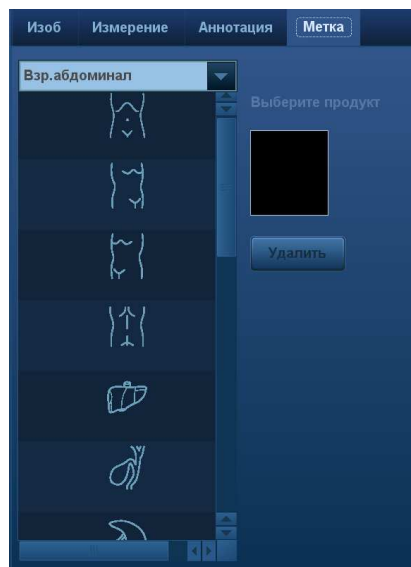 Изоб Измерение Аннотация Метка
Взр.абдоминал
Выберите продукт
Удалить